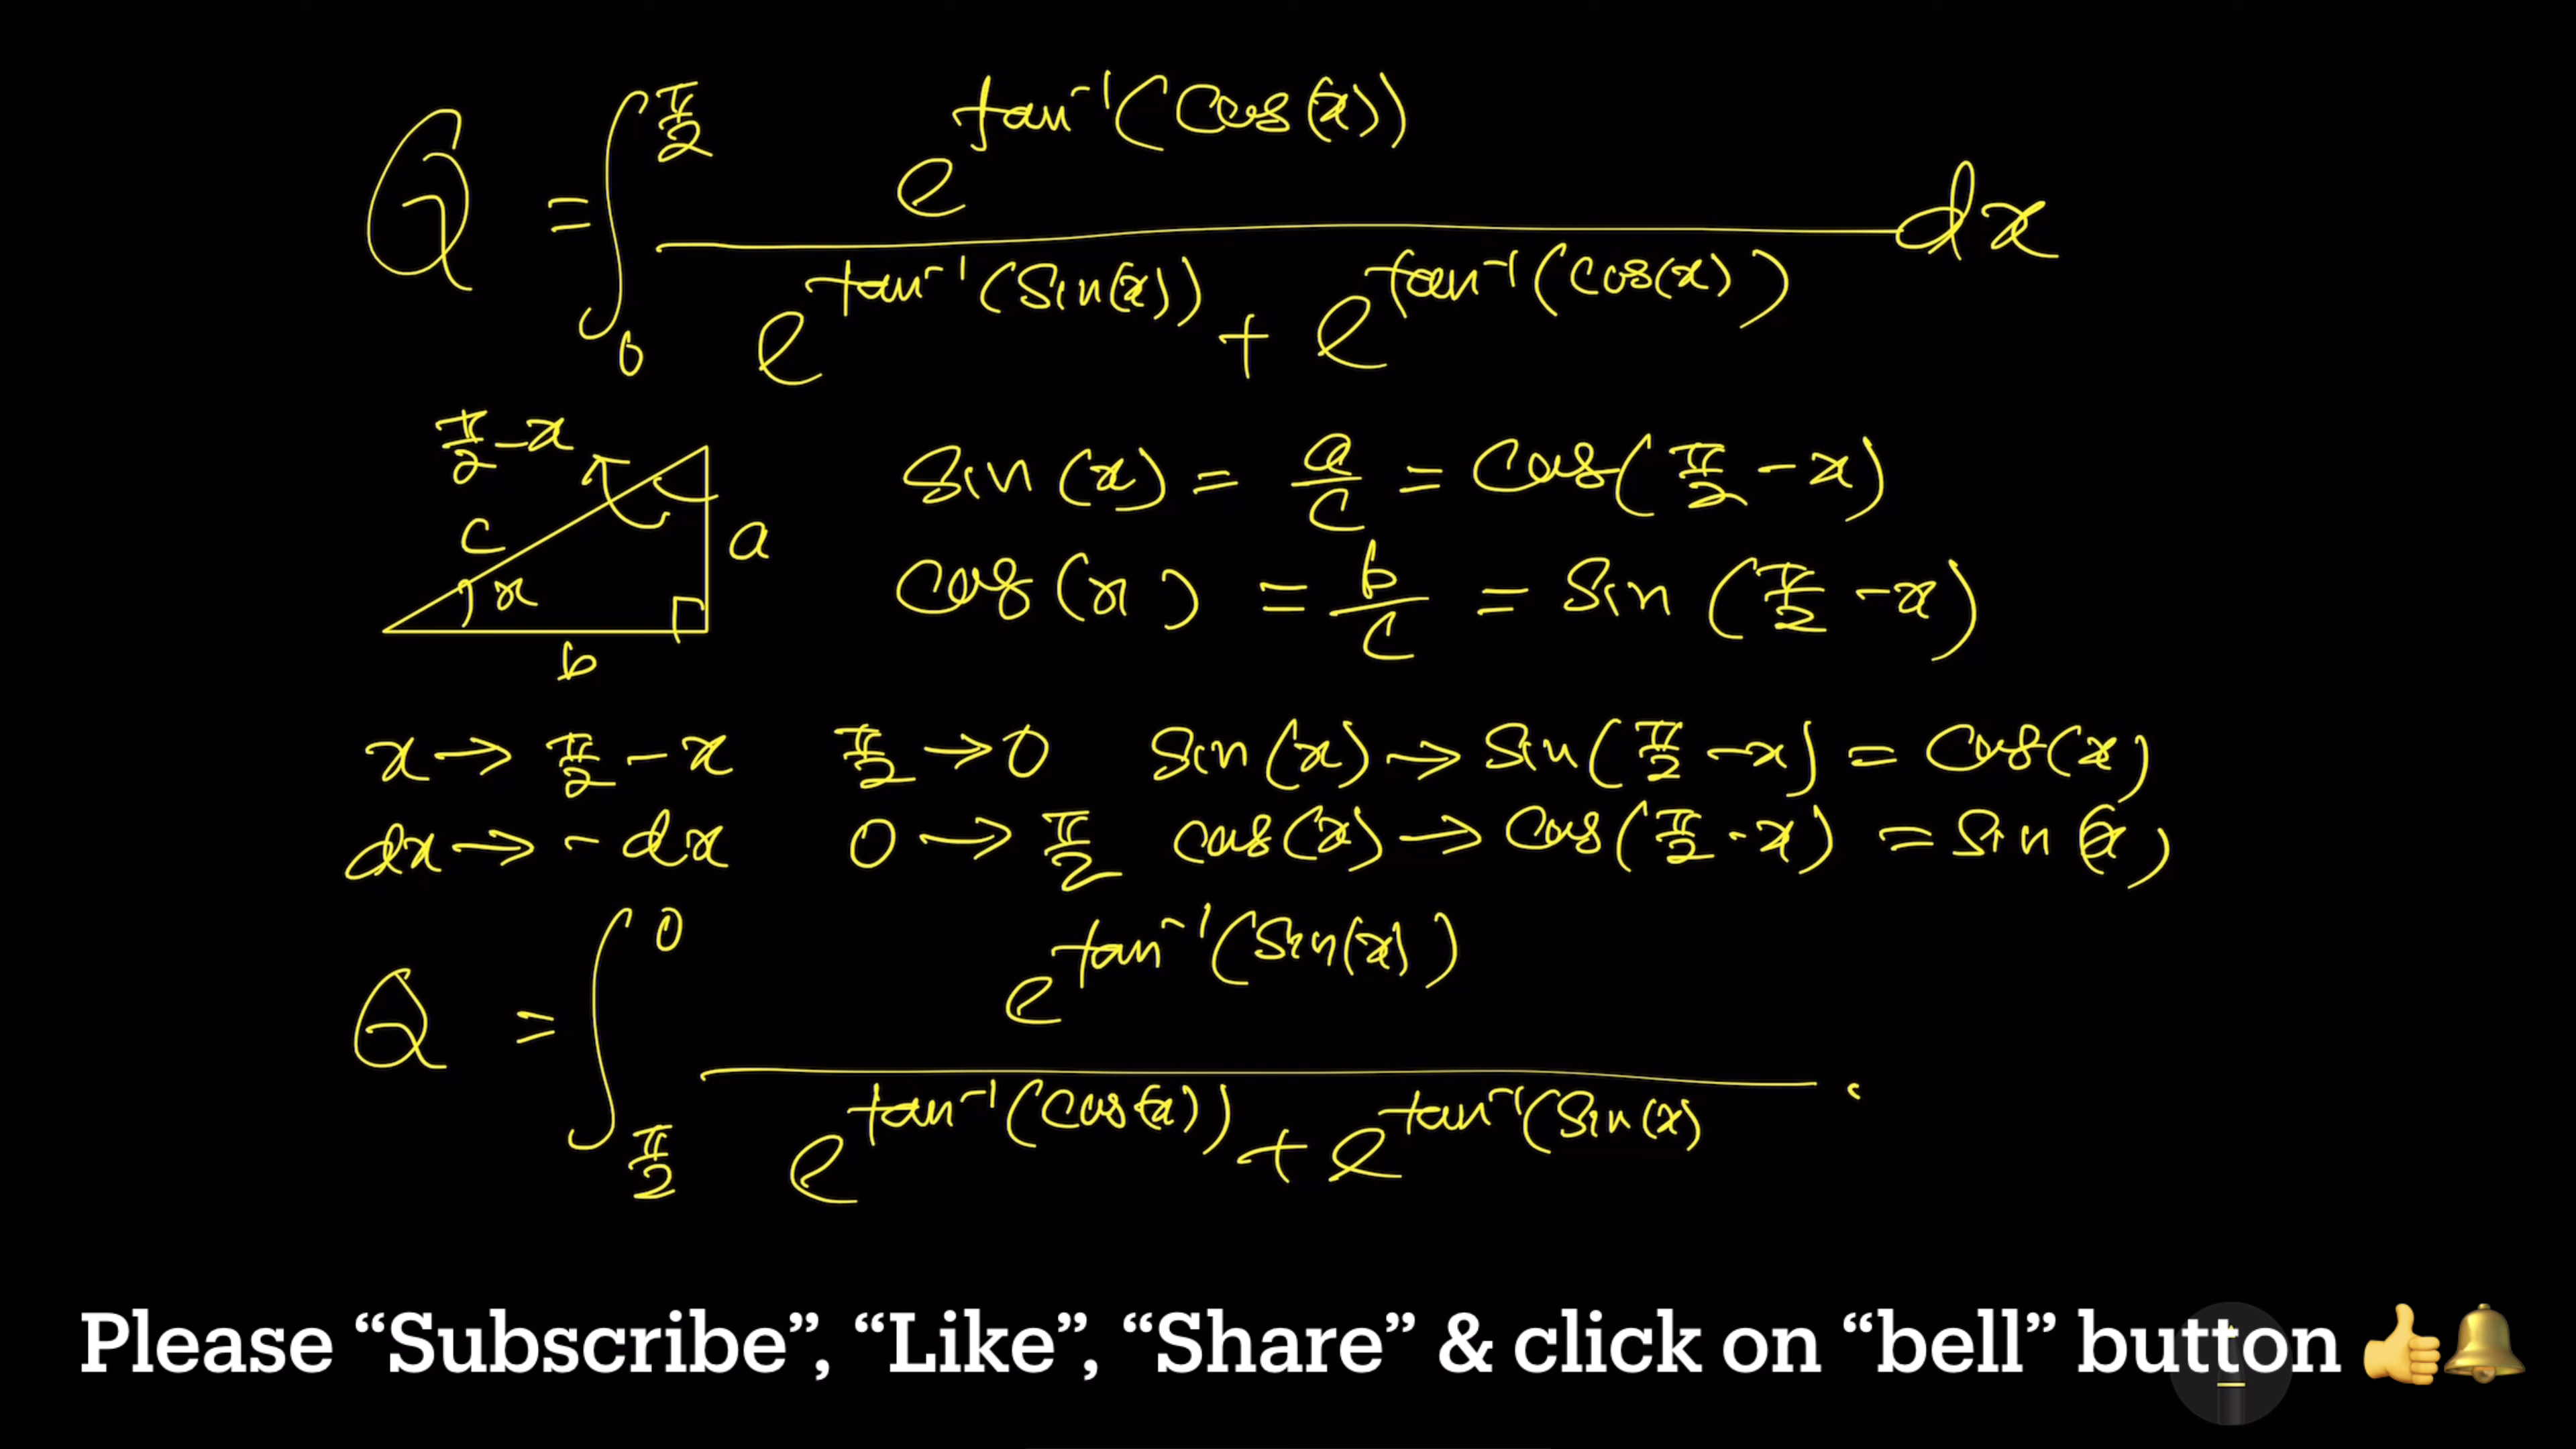 Q = ∫₀^(π/2) e^(tan⁻¹(cos(x))) / (e^(tan⁻¹(sin(x))) + e^(tan⁻¹(cos(x)))) dx
π/2 - x
c
x
a
b
sin(x) = a/c = cos(π/2 - x)
cos(x) = b/c = sin(π/2 - x)
x → π/2 - x   π/2 → 0   sin(x) → sin(π/2 - x) = cos(x)
dx → - dx   0 → π/2   cos(x) → cos(π/2 - x) = sin(x)
Q = ∫_(π/2)^0 e^(tan⁻¹(sin(x))) / (e^(tan⁻¹(cos(x))) + e^(tan⁻¹(sin(x)))
Please “Subscribe”, “Like”, “Share” & click on “bell” button 👍🔔